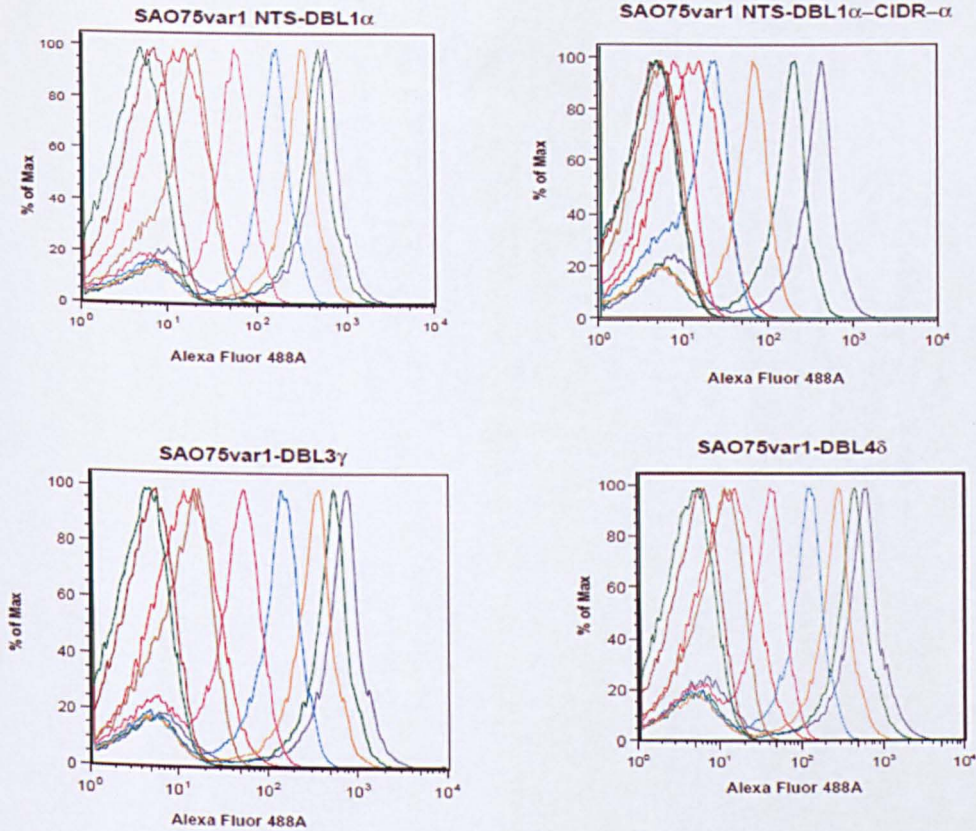 SAO75var1 NTS-DBL1α
% of Max
100
80
60
40
20
0
10⁰ 10¹ 10² 10³ 10⁴
Alexa Fluor 488A
SAO75var1 NTS-DBL1α–CIDR-α
% of Max
100
80
60
40
20
0
10⁰ 10¹ 10² 10³ 10⁴
Alexa Fluor 488A
SAO75var1-DBL3γ
% of Max
100
80
60
40
20
0
10⁰ 10¹ 10² 10³ 10⁴
Alexa Fluor 488A
SAO75var1-DBL4δ
% of Max
100
80
60
40
20
0
10⁰ 10¹ 10² 10³ 10⁴
Alexa Fluor 488A